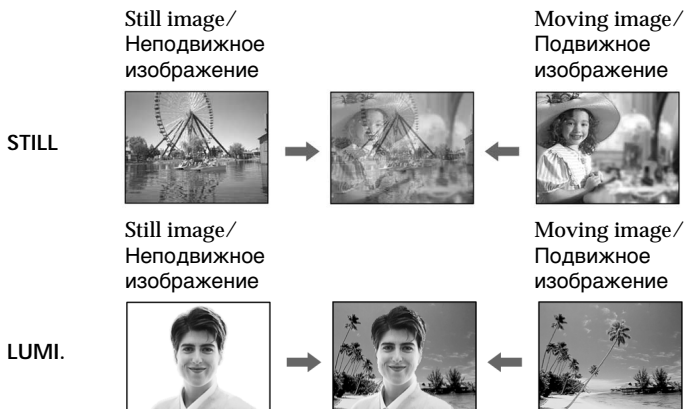 Still image/
Неподвижное
изображение
Moving image/
Подвижное
изображение
STILL
Still image/
Неподвижное
изображение
Moving image/
Подвижное
изображение
LUMI.